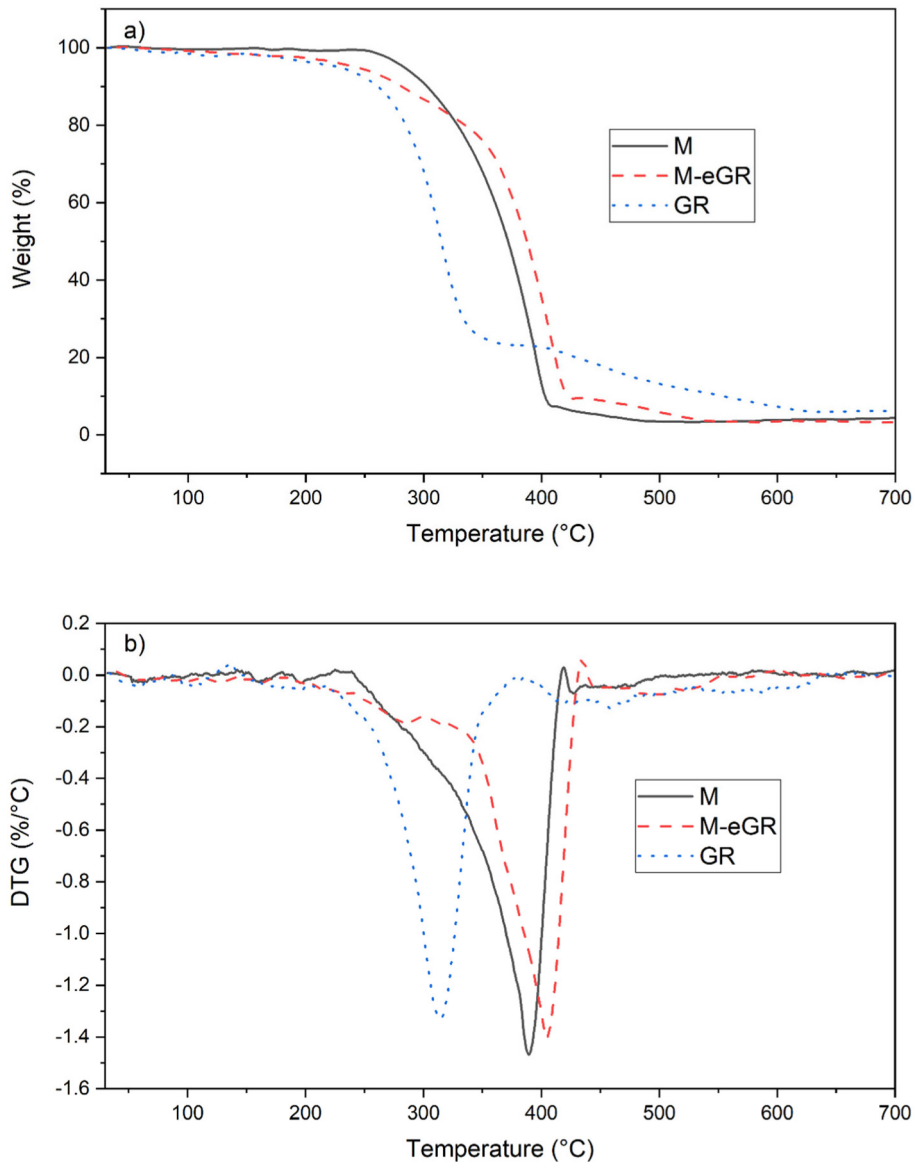 a)
100
80
60
40
20
0
Weight (%)
M
M-eGR
GR
100 200 300 400 500 600 700
Temperature (°C)
b)
0.2
0.0
-0.2
-0.4
-0.6
-0.8
-1.0
-1.2
-1.4
-1.6
DTG (%/°C)
M
M-eGR
GR
100 200 300 400 500 600 700
Temperature (°C)